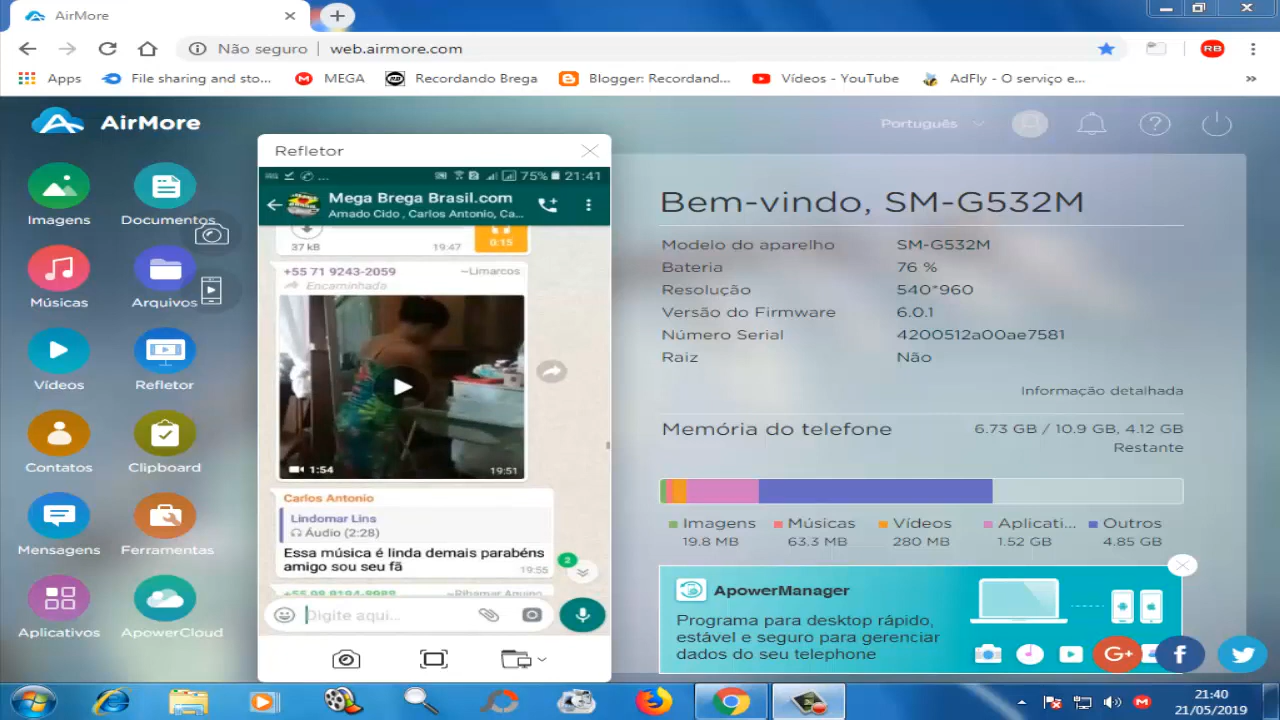 AirMore
Não seguro | web.airmore.com
RB
Apps
File sharing and sto...
MEGA
Recordando Brega
Blogger: Recordand...
Vídeos - YouTube
AdFly - O serviço e...
AirMore
Português
Imagens
Documentos
Músicas
Arquivos
Vídeos
Refletor
Contatos
Clipboard
Mensagens
Ferramentas
Aplicativos
ApowerCloud
Refletor
75% 21:41
Mega Brega Brasil.com
Amado Cido , Carlos Antonio, Ca...
37 kB
19:47
0:15
+55 71 9243-2059
~Limarcos
Encaminhada
1:54
19:51
Carlos Antonio
Lindomar Lins
Áudio (2:28)
Essa música é linda demais parabéns
amigo sou seu fã
19:55
2
Digite aqui...
Bem-vindo, SM-G532M
Modelo do aparelho SM-G532M
Bateria 76 %
Resolução 540*960
Versão do Firmware 6.0.1
Número Serial 4200512a00ae7581
Raiz Não
Informação detalhada
Memória do telefone
6.73 GB / 10.9 GB, 4.12 GB
Restante
Imagens
19.8 MB
Músicas
63.3 MB
Vídeos
280 MB
Aplicati...
1.52 GB
Outros
4.85 GB
ApowerManager
Programa para desktop rápido,
estável e seguro para gerenciar
dados do seu telephone
G+
21:40
21/05/2019